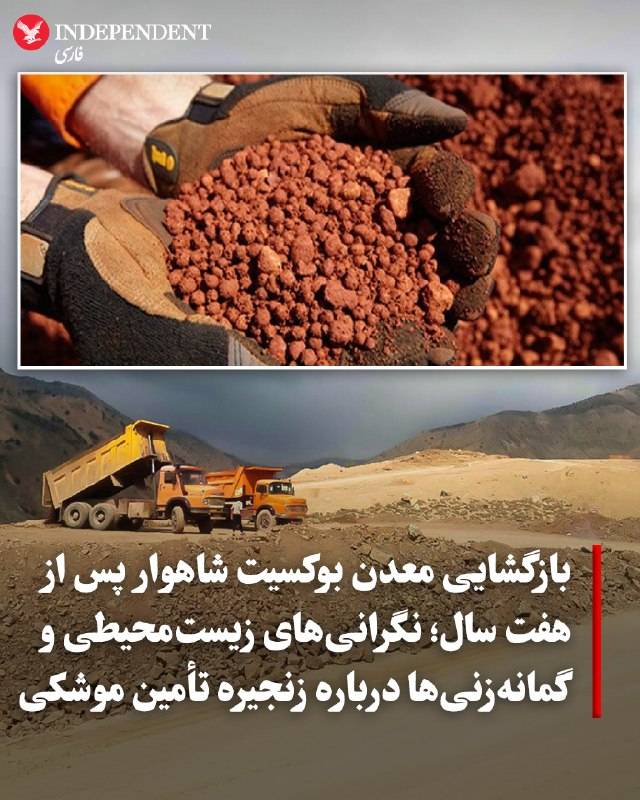 INDEPENDENT
فارسی
بازگشایی معدن بوکسیت شاهوار پس از
هفت سال؛ نگرانی‌های زیست‌محیطی و
گمانه‌زنی‌ها درباره زنجیره تأمین موشکی